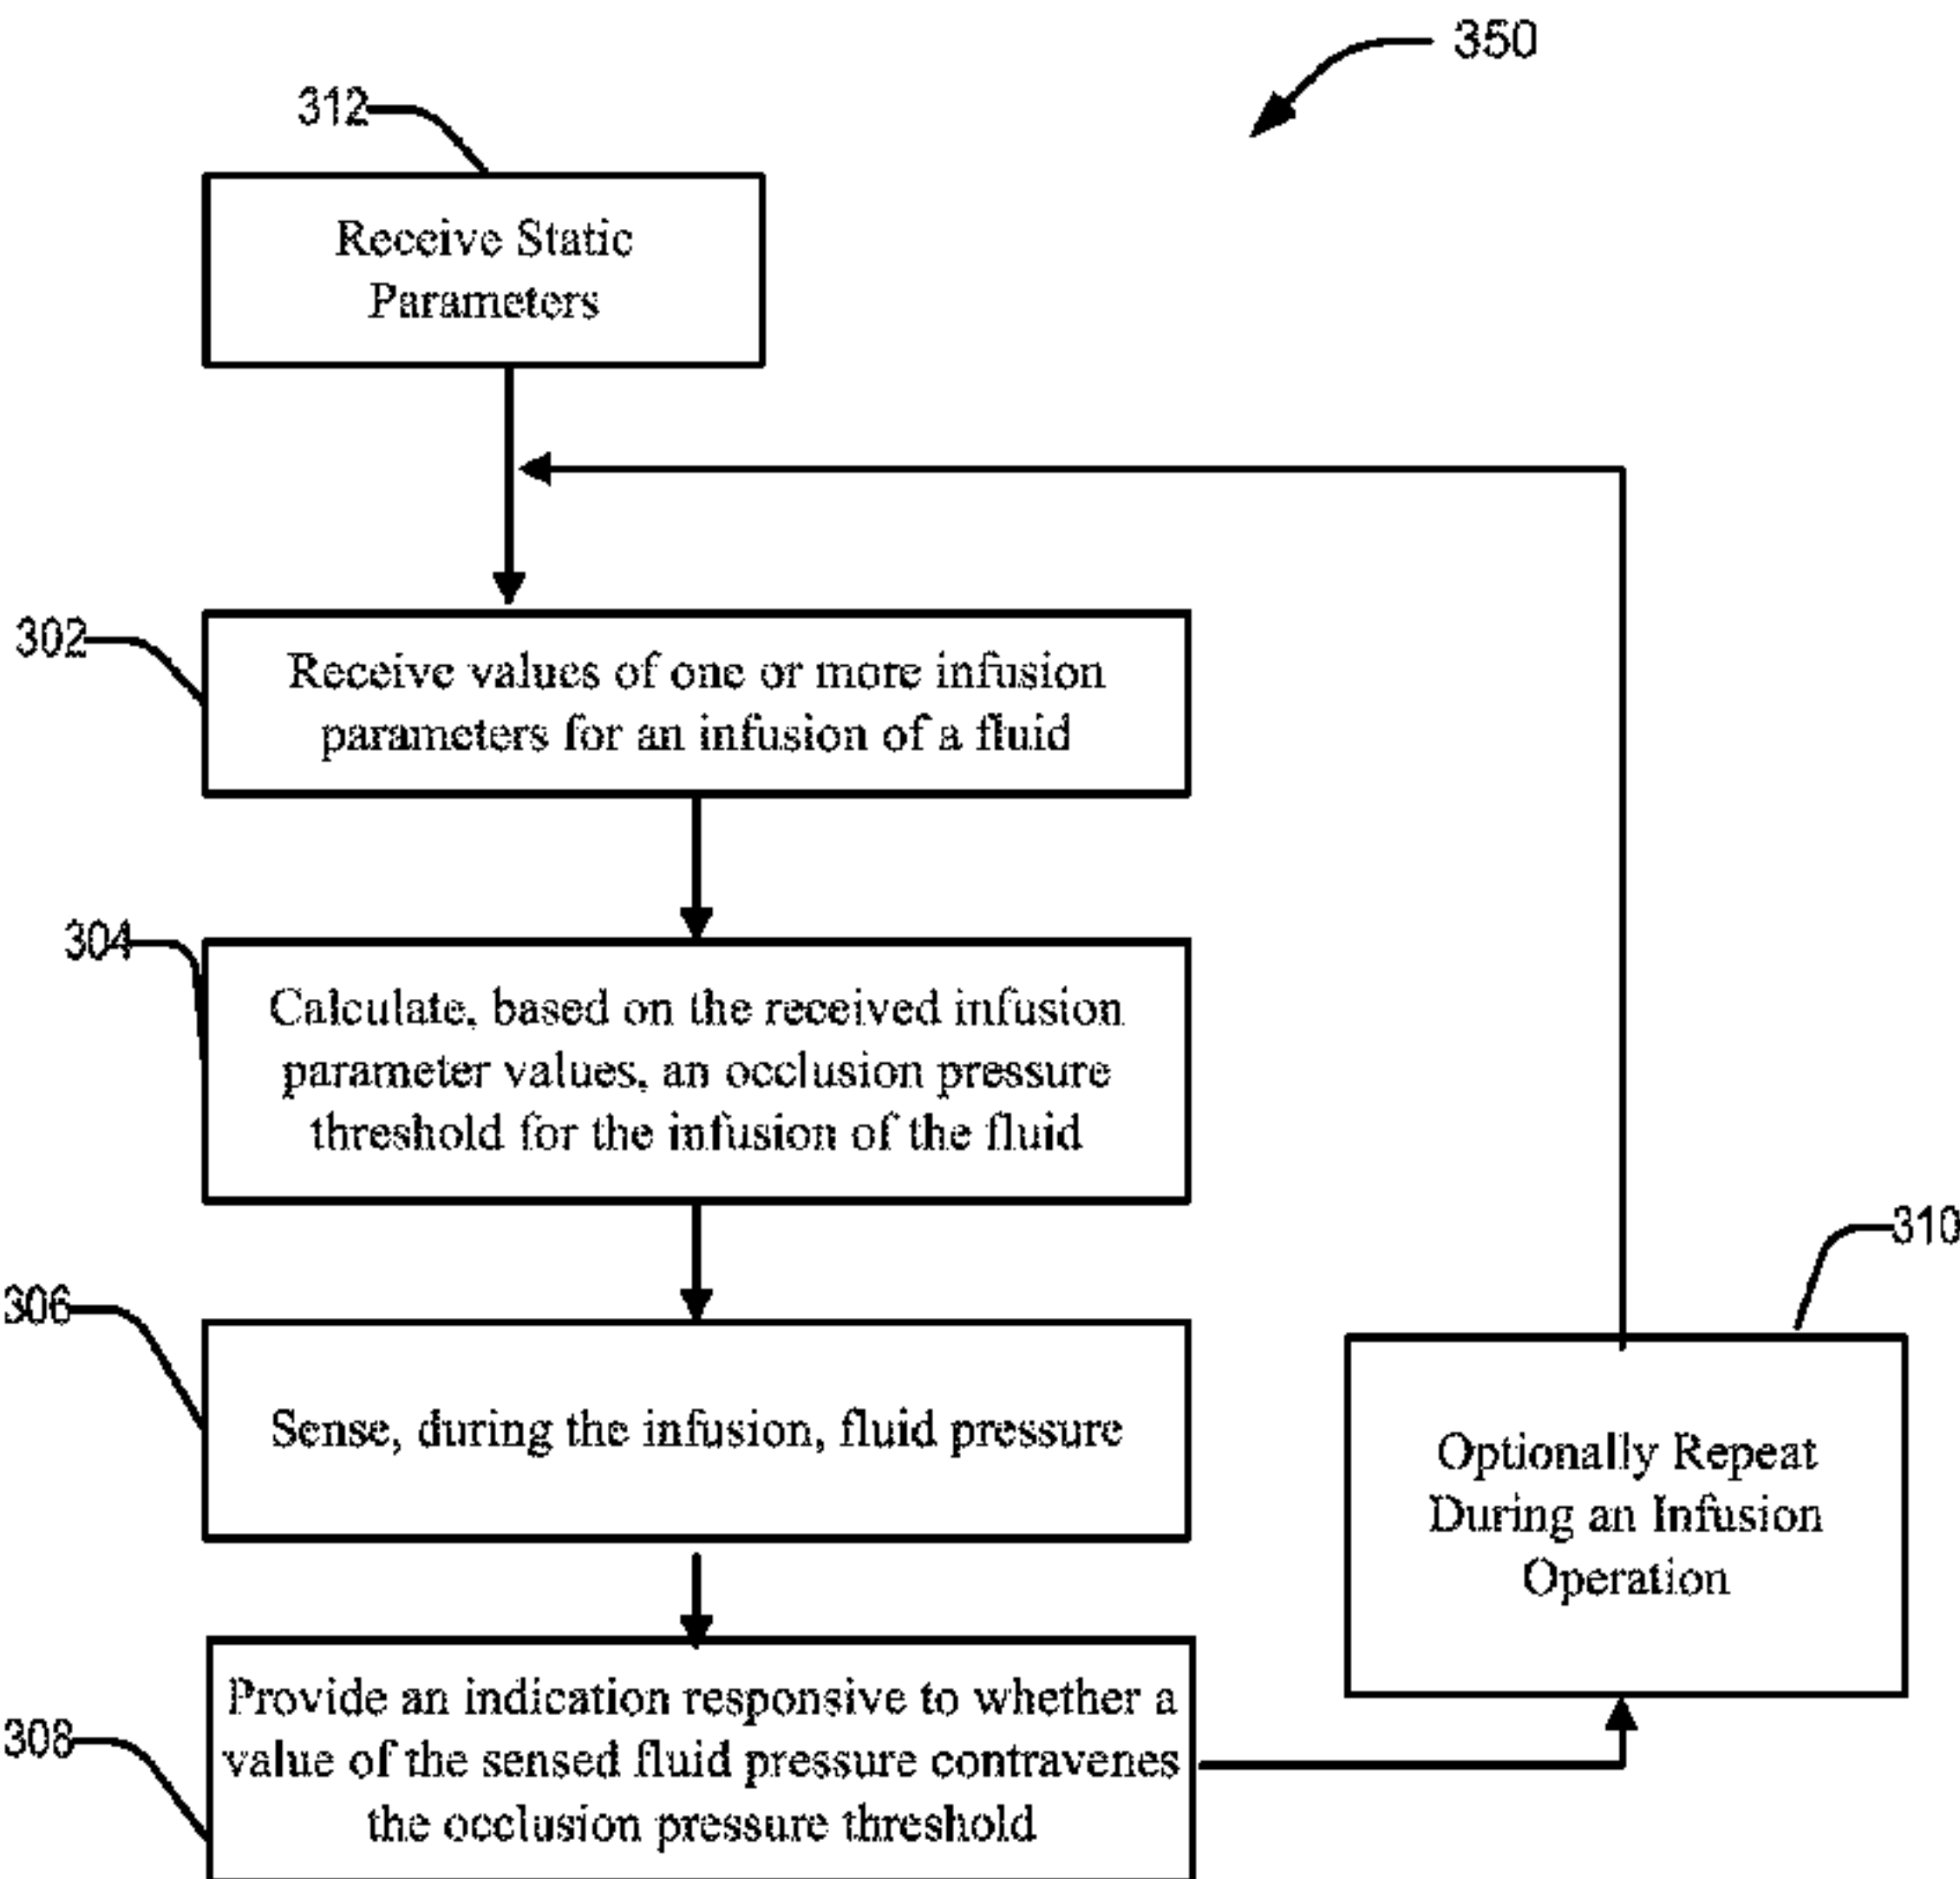 350
312
Receive Static
Parameters
302
Receive values of one or more infusion
parameters for an infusion of a fluid
304
Calculate, based on the received infusion
parameter values, an occlusion pressure
threshold for the infusion of the fluid
310
306
Sense, during the infusion, fluid pressure
Optionally Repeat
During an Infusion
Operation
308
Provide an indication responsive to whether a
value of the sensed fluid pressure contravenes
the occlusion pressure threshold